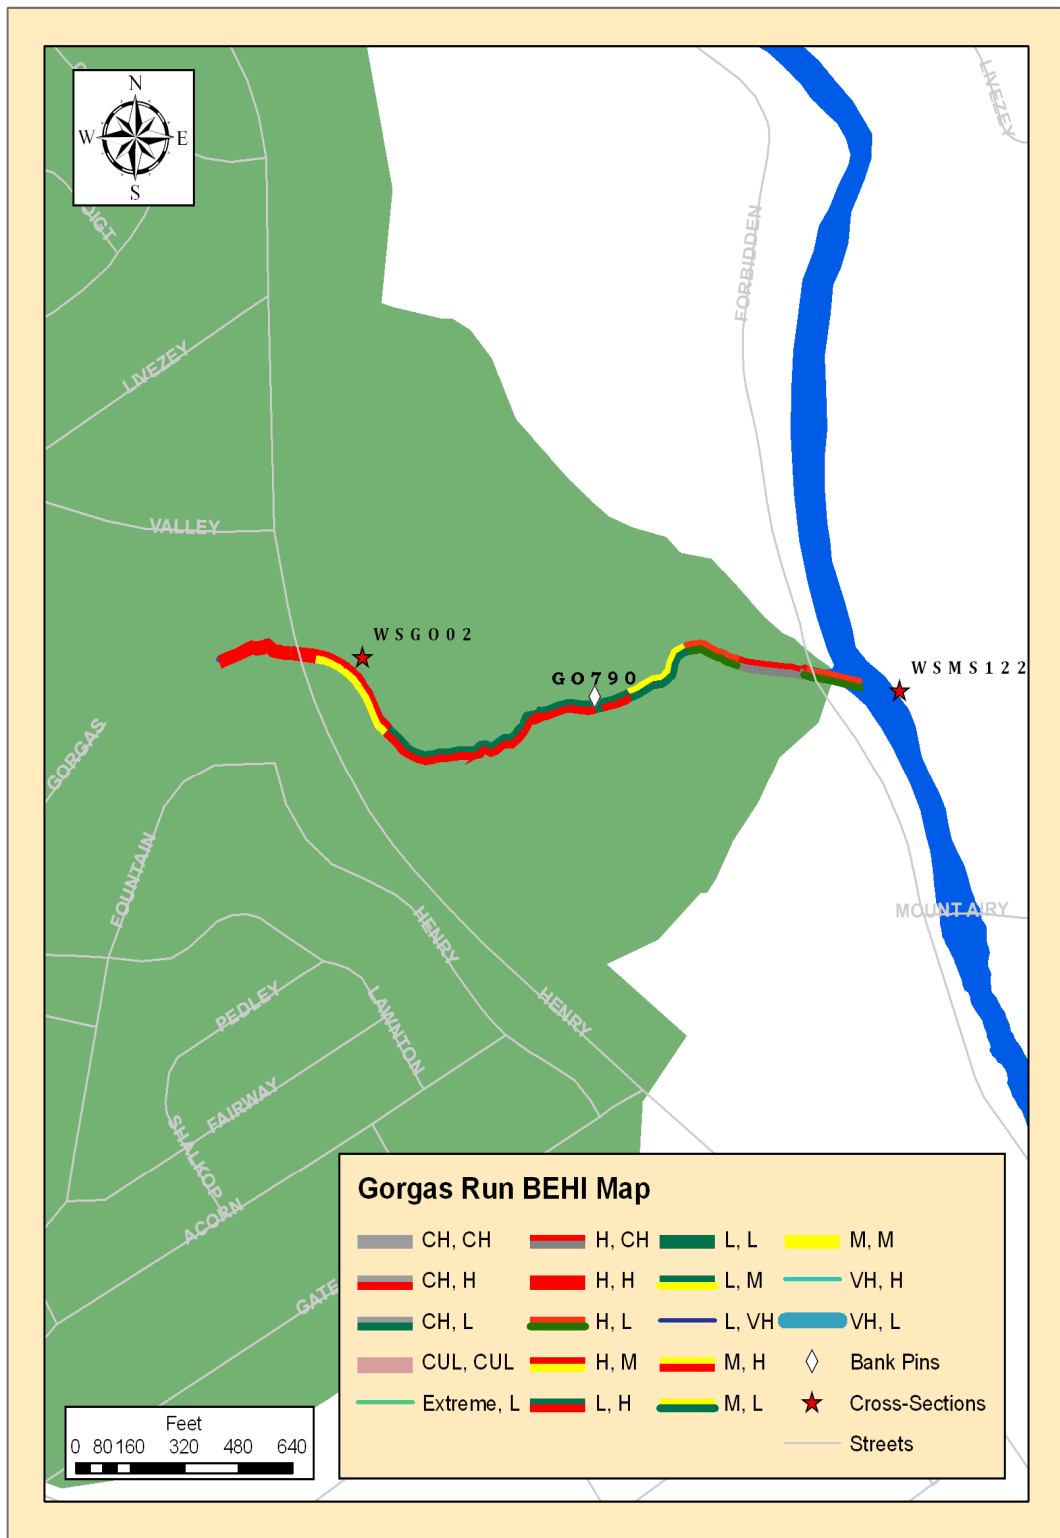 N
W E
S
LIVEZEY
FORBIDDEN
LIVEZEY
VALLEY
WSGO02
WSMS122
GO790
GORGAS
FOUNTAIN
HENRY
MOUNT AIRY
PEDLEY
LAWNTON
HENRY
FAIRWAY
SHALKOP
ACORN
GATE
Gorgas Run BEHI Map
CH, CH
H, CH
L, L
M, M
CH, H
H, H
L, M
VH, H
CH, L
H, L
L, VH
VH, L
CUL, CUL
H, M
M, H
Bank Pins
Extreme, L
L, H
M, L
Cross-Sections
Streets
Feet
0 80 160 320 480 640